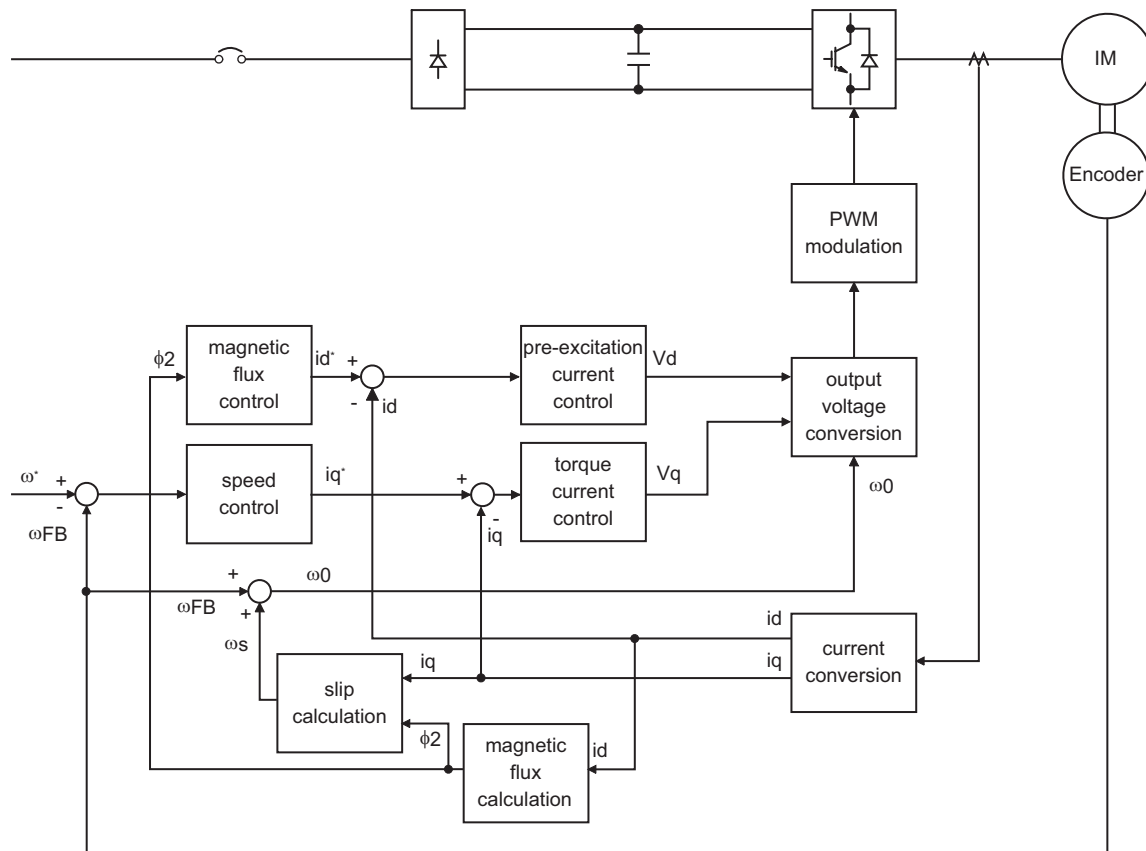 IM
Encoder
PWM
modulation
ϕ2
magnetic
flux
control
id*
+
-
id
pre-excitation
current
control
Vd
output
voltage
conversion
ω*
+
-
ωFB
speed
control
iq*
+
-
iq
torque
current
control
Vq
ω0
ωFB
+
+
ω0
ωs
slip
calculation
iq
ϕ2
magnetic
flux
calculation
id
id
iq
current
conversion